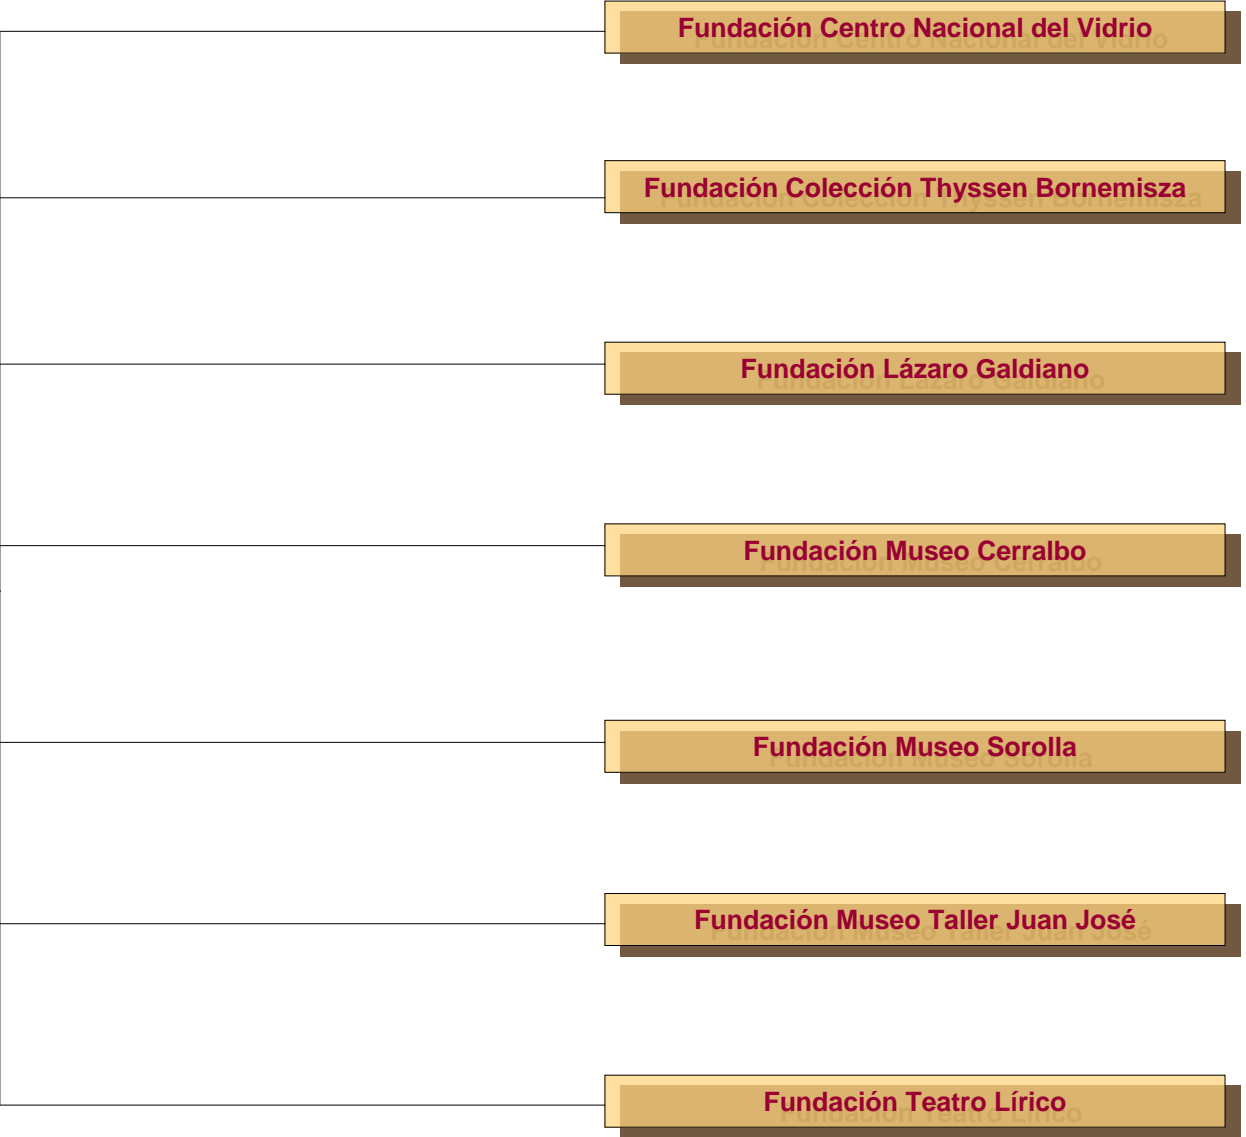 Fundación Centro Nacional del Vidrio
Fundación Colección Thyssen Bornemisza
Fundación Lázaro Galdiano
Fundación Museo Cerralbo
Fundación Museo Sorolla
Fundación Museo Taller Juan José
Fundación Teatro Lírico